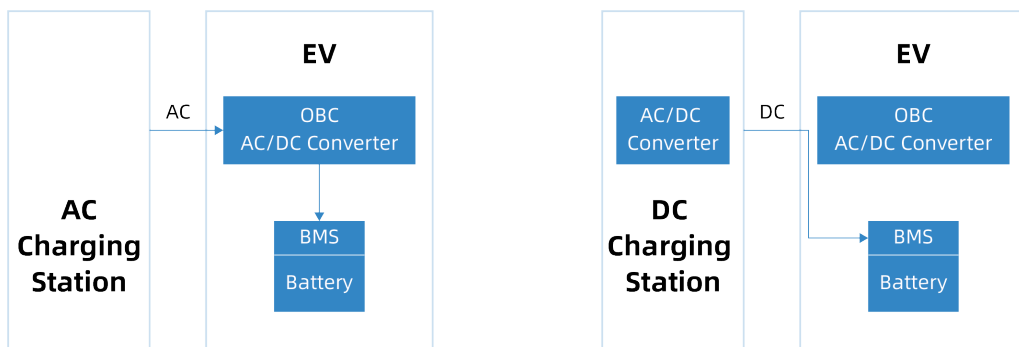 EV
AC
OBC
AC/DC Converter
AC
Charging
Station
BMS
Battery
EV
AC/DC
Converter
DC
OBC
AC/DC Converter
DC
Charging
Station
BMS
Battery